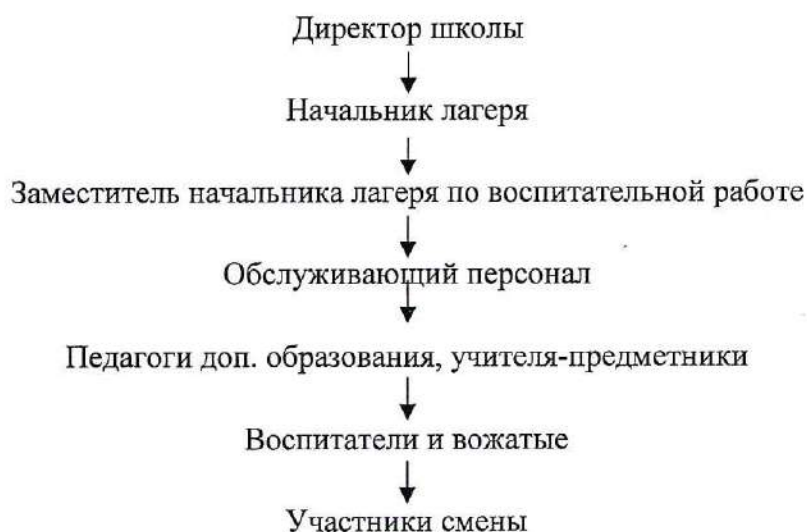 Директор школы
Начальник лагеря
Заместитель начальника лагеря по воспитательной работе
Обслуживающий персонал
Педагоги доп. образования, учителя-предметники
Воспитатели и вожатые
Участники смены